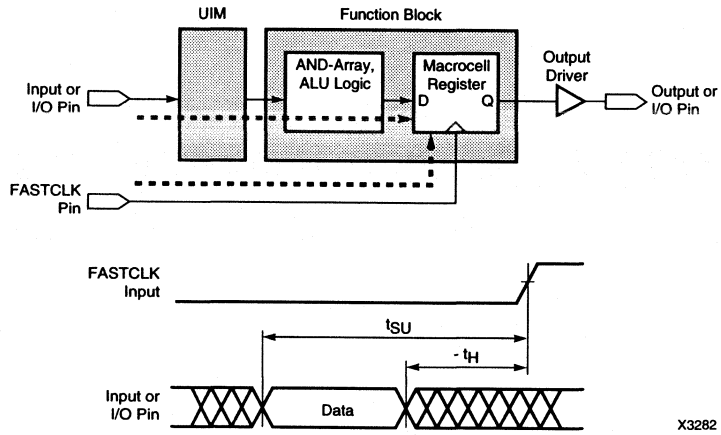 UIM
Function Block
Input or
I/O Pin
AND-Array,
ALU Logic
Macrocell
Register
D
Q
Output
Driver
Output or
I/O Pin
FASTCLK
Pin
FASTCLK
Input
tSU
- tH
Input or
I/O Pin
Data
X3282